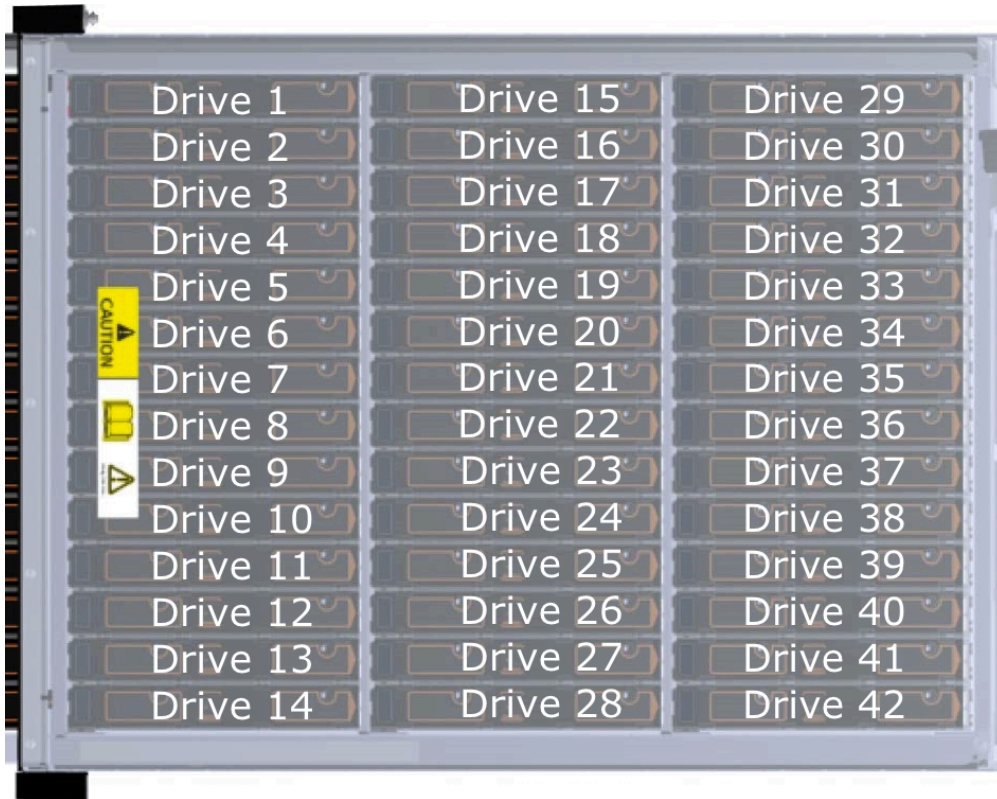 Drive 1
Drive 2
Drive 3
Drive 4
Drive 5
Drive 6
Drive 7
Drive 8
Drive 9
Drive 10
Drive 11
Drive 12
Drive 13
Drive 14
Drive 15
Drive 16
Drive 17
Drive 18
Drive 19
Drive 20
Drive 21
Drive 22
Drive 23
Drive 24
Drive 25
Drive 26
Drive 27
Drive 28
Drive 29
Drive 30
Drive 31
Drive 32
Drive 33
Drive 34
Drive 35
Drive 36
Drive 37
Drive 38
Drive 39
Drive 40
Drive 41
Drive 42
CAUTION